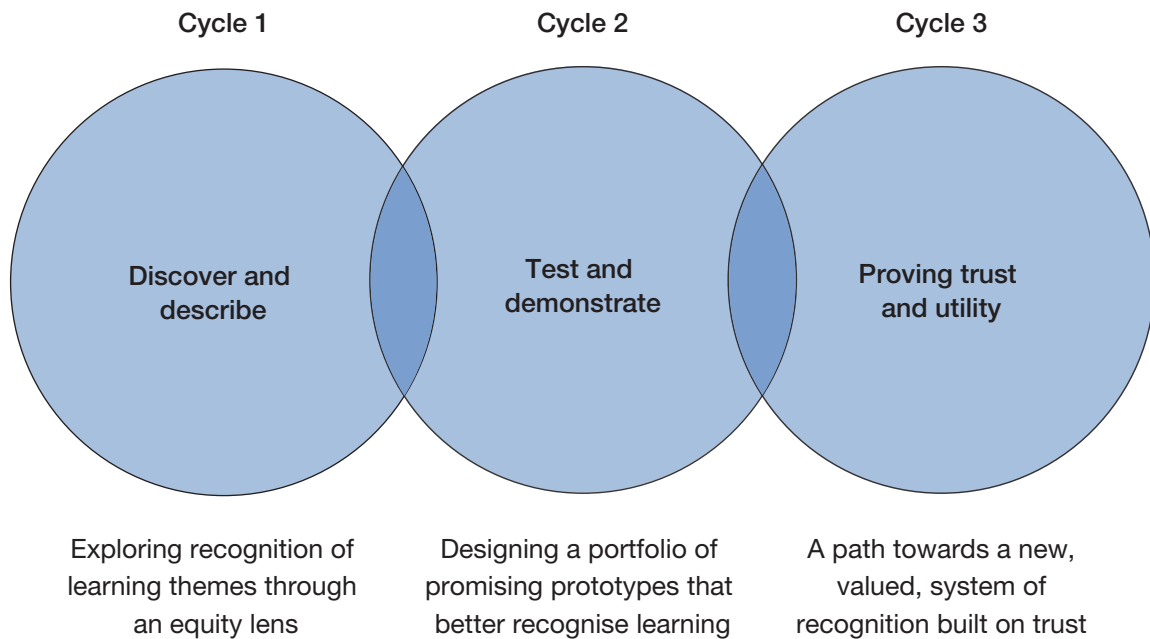 Cycle 1
Cycle 2
Cycle 3
Discover and
describe
Test and
demonstrate
Proving trust
and utility
Exploring recognition of
learning themes through
an equity lens
Designing a portfolio of
promising prototypes that
better recognise learning
A path towards a new,
valued, system of
recognition built on trust